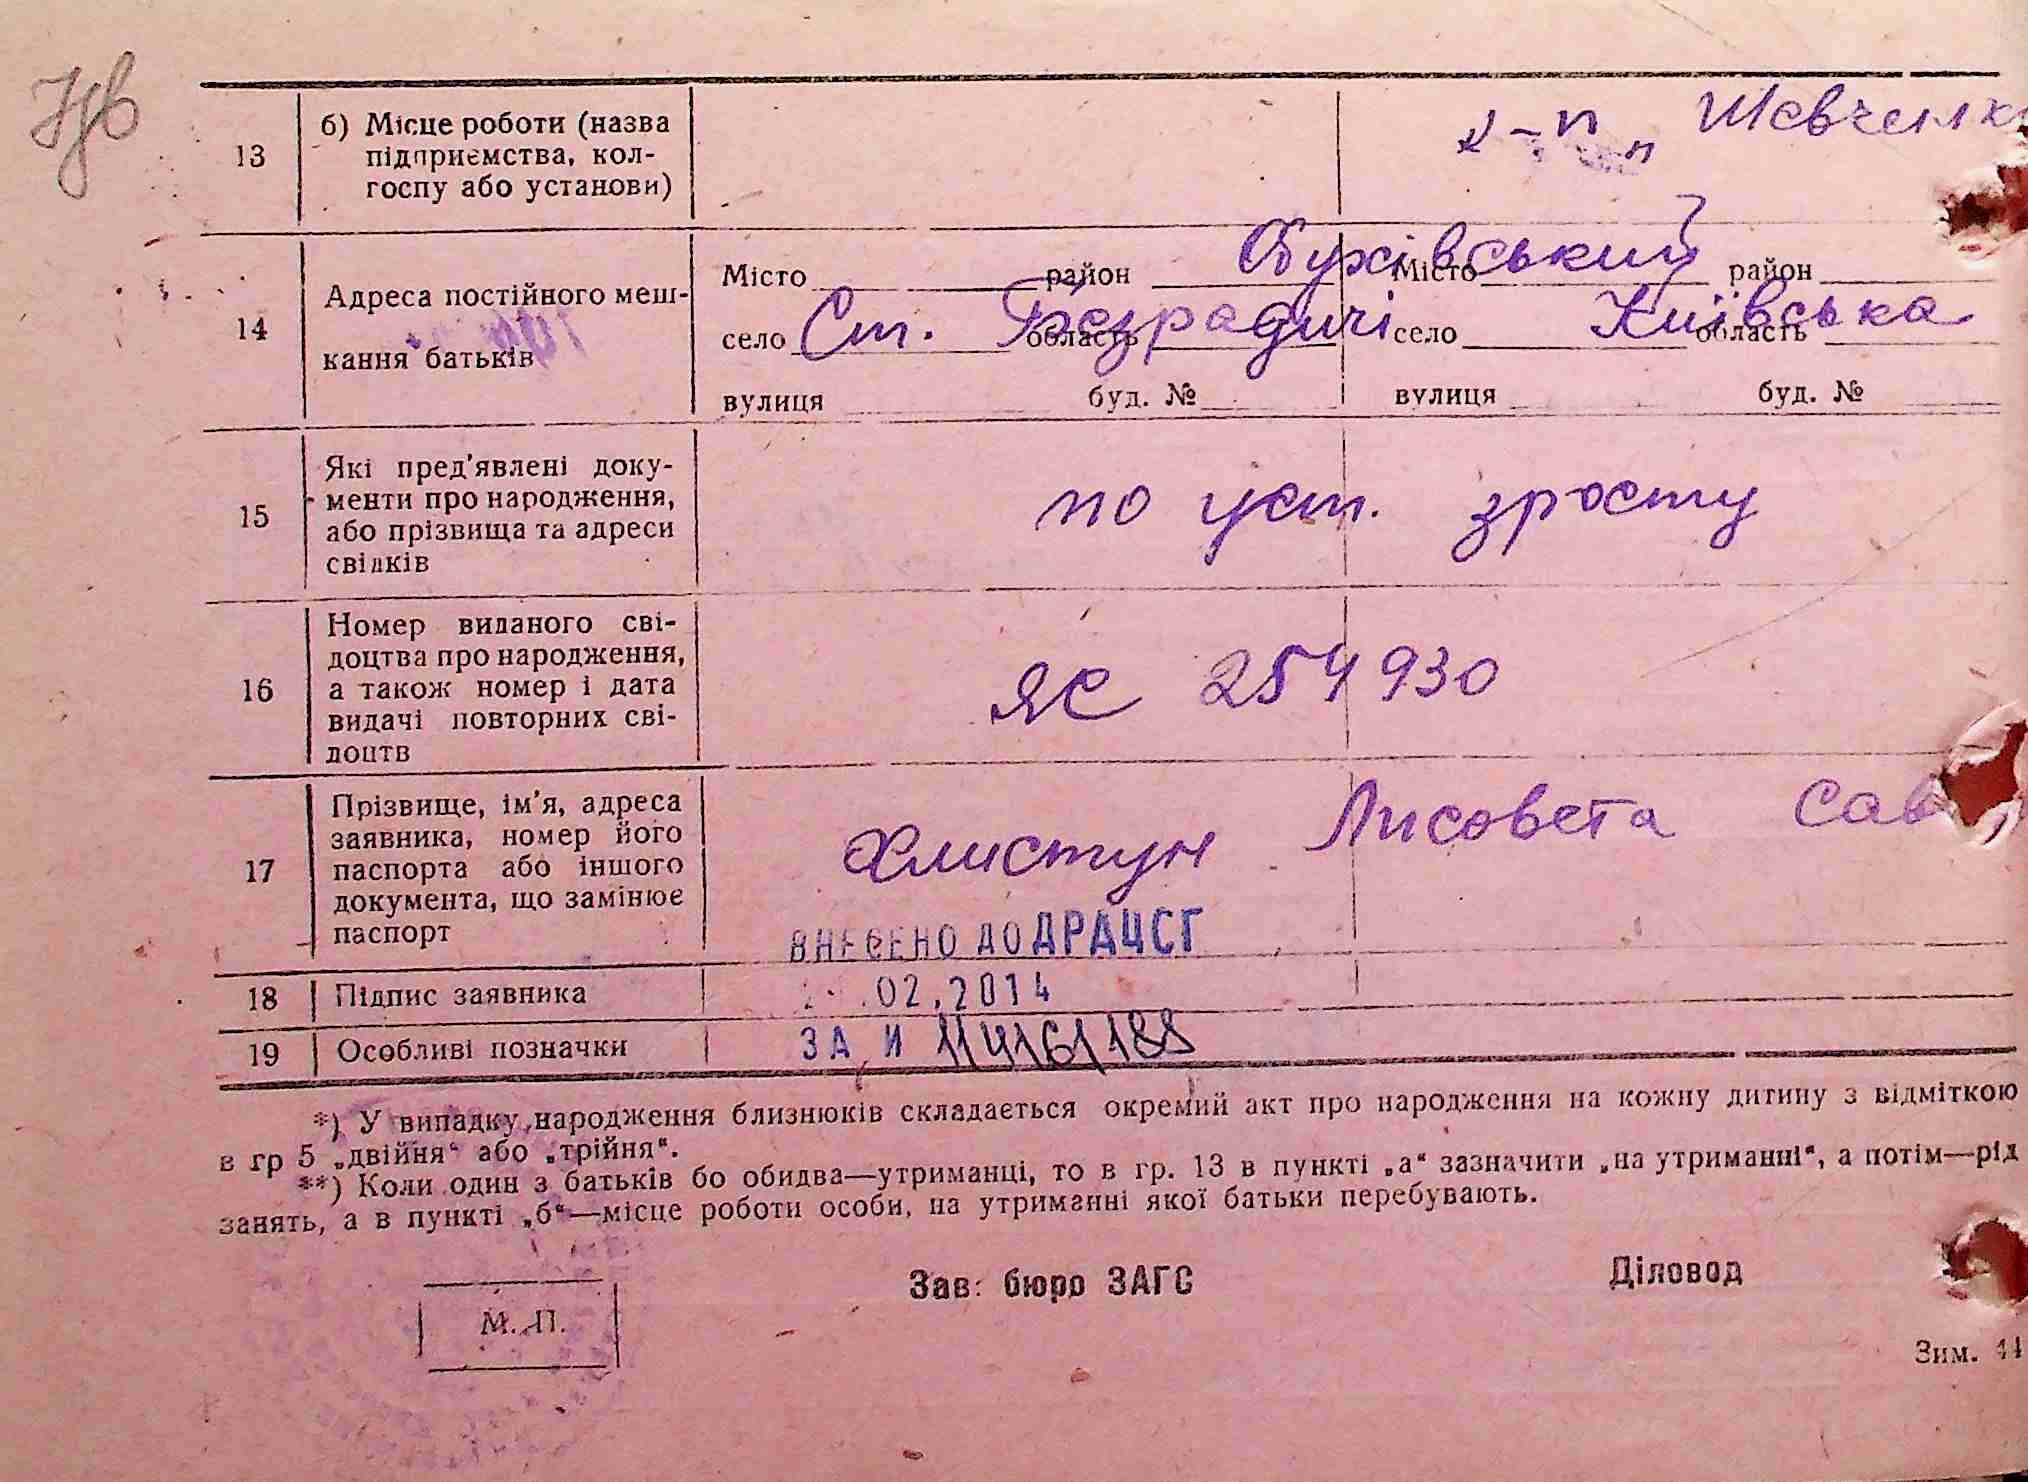 13
б) Місце роботи (назва
підприємства, кол-
госпу або установи)
Шевченк
14
Адреса постійного меш-
кання батьків
Місто район Обухівський Місто район
село Ст. Безрадичі область село Київська область
вулиця буд. № вулиця буд. №
15
Які пред'явлені доку-
менти про народження,
або прізвища та адреси
свідків
по уст. зросту
16
Номер виданого сві-
доцтва про народження,
а також номер і дата
видачі повторних сві-
доцтв
ЯС 254930
17
Прізвище, ім'я, адреса
заявника, номер його
паспорта або іншого
документа, що замінює
паспорт
Хлистун Лисовета Сав
ВНЕСЕНО ДО ДРАЦСГ
18
Підпис заявника
.02.2014
19
Особливі позначки
ЗА И
*) У випадку народження близнюків складається окремий акт про народження на кожну дитину з відміткою
в гр 5 „двійня“ або „трійня“.
**) Коли один з батьків бо обидва—утриманці, то в гр. 13 в пункті „а“ зазначити „на утриманні“, а потім—рід
занять, а в пункті „б“—місце роботи особи, на утриманні якої батьки перебувають.
Зав. бюро ЗАГС
Діловод
М. П.
Зим. 44